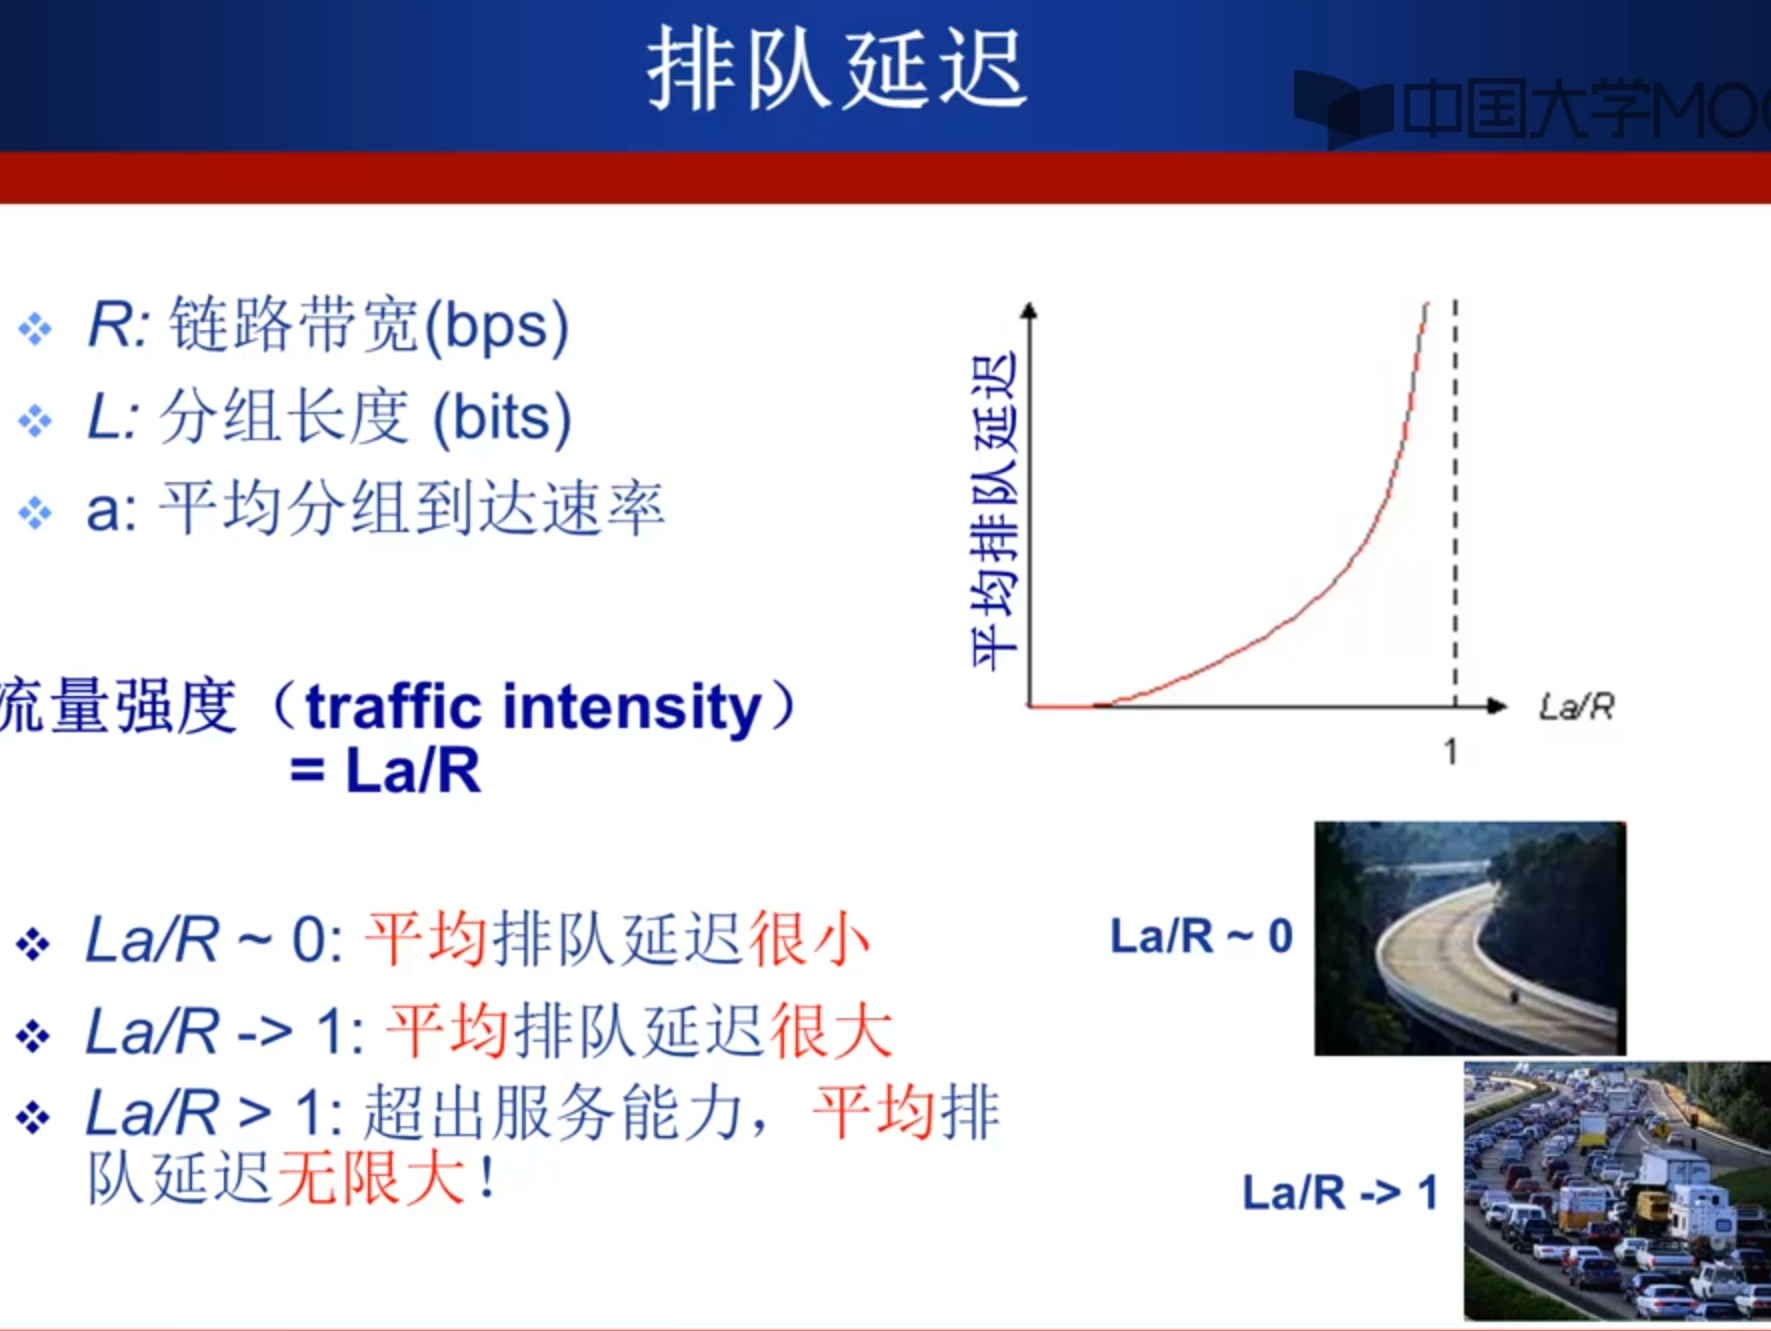 排队延迟
中国大学MOO
R: 链路带宽(bps)
L: 分组长度 (bits)
a: 平均分组到达速率
流量强度（traffic intensity）
= La/R
平均排队延迟
La/R
1
La/R ~ 0: 平均排队延迟很小
La/R -> 1: 平均排队延迟很大
La/R > 1: 超出服务能力，平均排
队延迟无限大！
La/R ~ 0
La/R -> 1